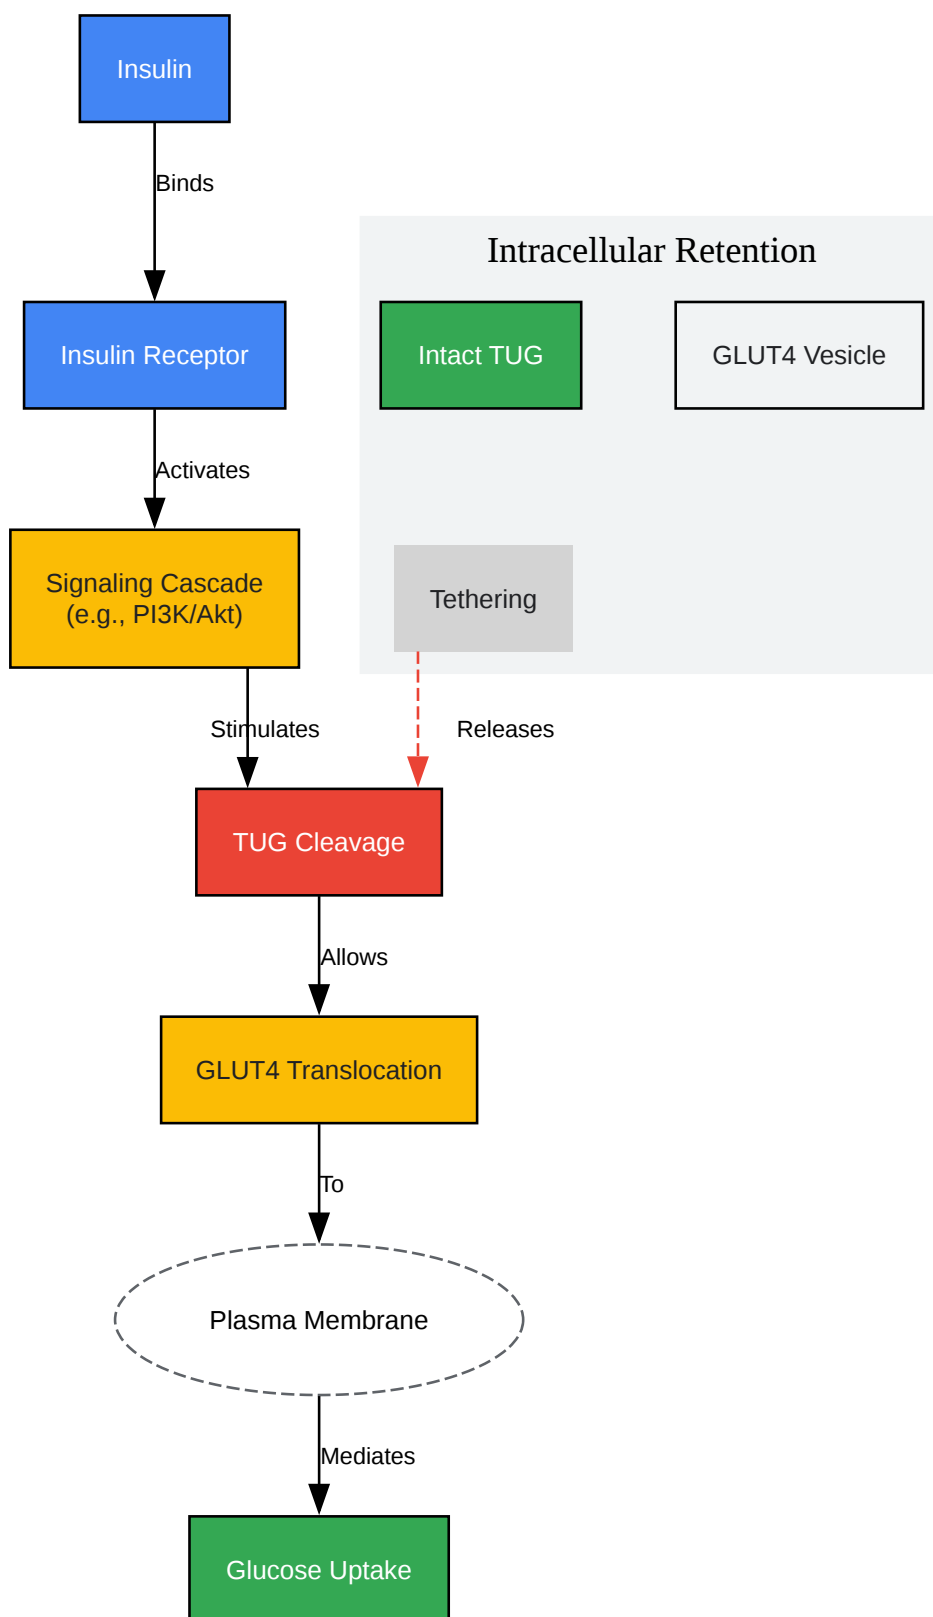 Insulin
Binds
Intracellular Retention
Insulin Receptor
Intact TUG
GLUT4 Vesicle
Activates
Signaling Cascade
(e.g., PI3K/Akt)
Tethering
Stimulates
Releases
TUG Cleavage
Allows
GLUT4 Translocation
To
Plasma Membrane
Mediates
Glucose Uptake